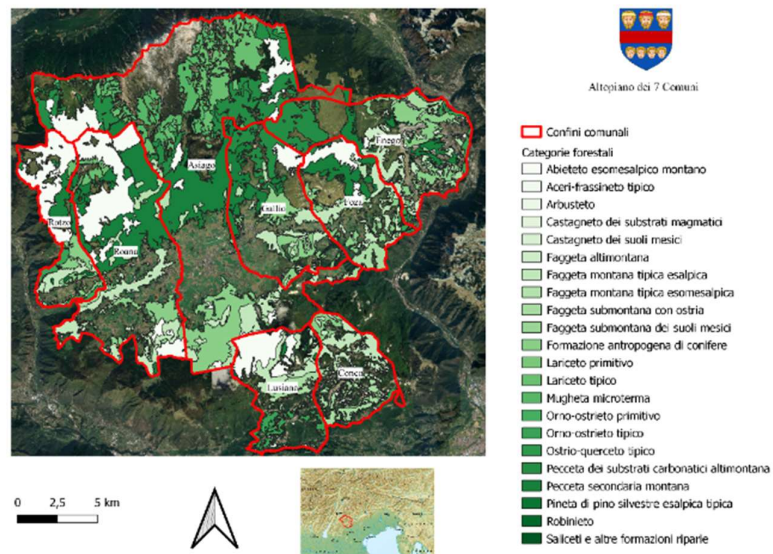 Altopiano dei 7 Comuni
Confini comunali
Categorie forestali
Abieteto esomesalpico montano
Aceri-frassineto tipico
Arbusteto
Castagneto dei substrati magmatici
Castagneto dei suoli mesici
Faggeta altimontana
Faggeta montana tipica esalpica
Faggeta montana tipica esomesalpica
Faggeta submontana con ostria
Faggeta submontana dei suoli mesici
Formazione antropogena di conifere
Lariceto primitivo
Lariceto tipico
Mugheta microterma
Orno-ostrieto primitivo
Orno-ostrieto tipico
Ostrio-querceto tipico
Pecceta dei substrati carbonatici altimontana
Pecceta secondaria montana
Pineta di pino silvestre esalpica tipica
Robinieto
Saliceti e altre formazioni riparie
Enego
Asiago
Foza
Gallio
Rotzo
Roana
Lusiana
Conco
0 2,5 5 km